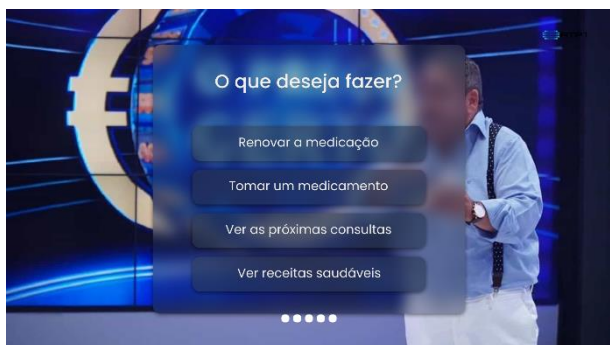 O que deseja fazer?
Renovar a medicação
Tomar um medicamento
Ver as próximas consultas
Ver receitas saudáveis